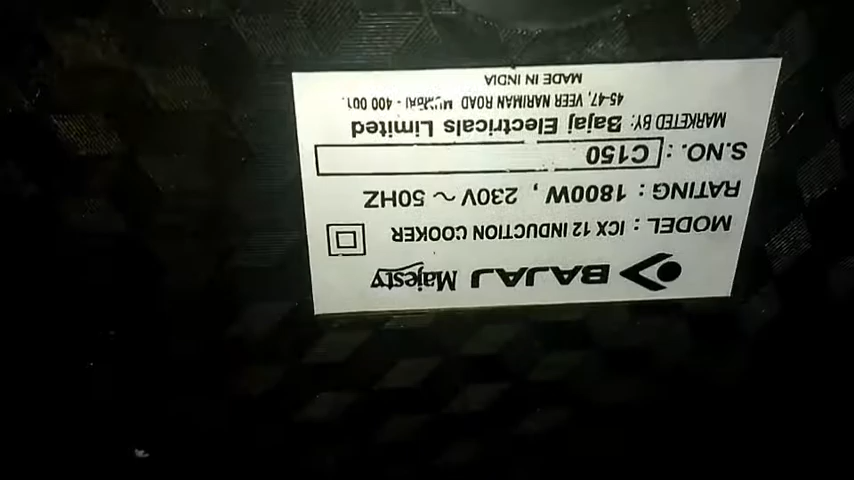 BAJAJ Majesty
MODEL : ICX 12 INDUCTION COOKER
RATING : 1800W, 230V ~ 50HZ
S.NO. : C150
MARKETED BY: Bajaj Electricals Limited
45-47, VEER NARIMAN ROAD MUMBAI - 400 001.
MADE IN INDIA